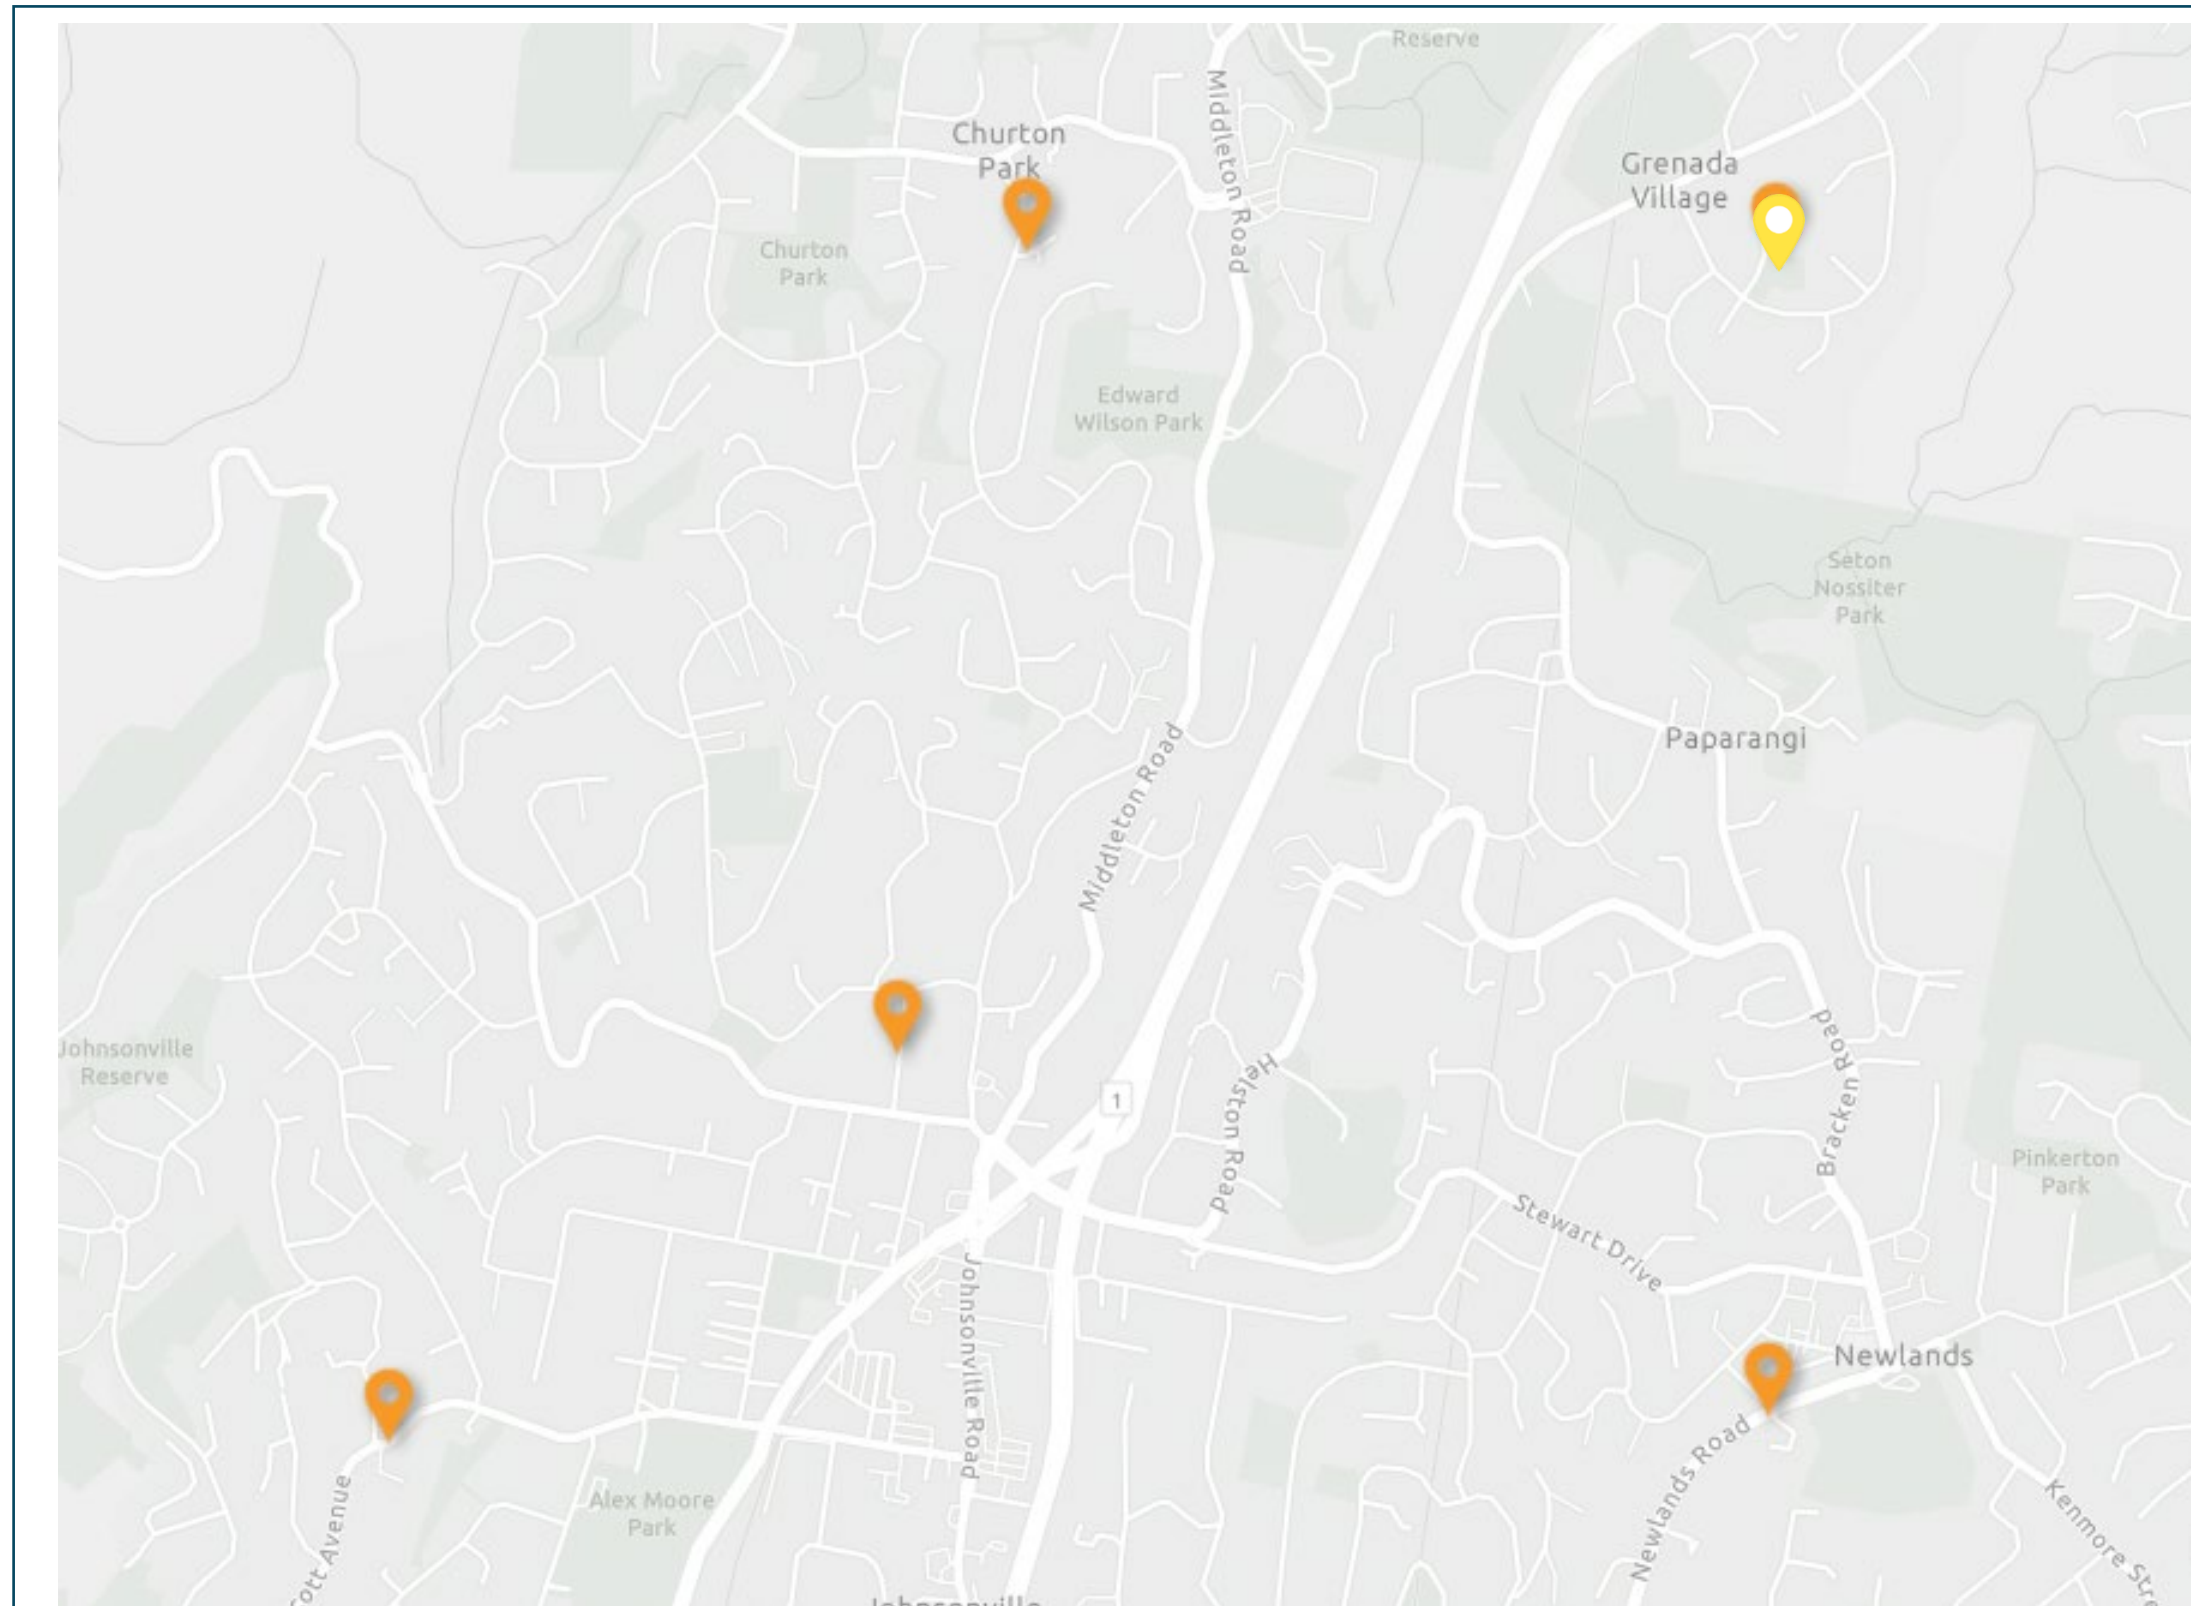 Reserve
Middleton Road
Churton
Park
Grenada
Village
Churton
Park
Edward
Wilson Park
Seton
Nossiter
Park
Paparangi
Middleton Road
Johnsonville
Reserve
Bracken Road
Helston Road
1
Pinkerton
Park
Stewart Drive
Johnsonville Road
Newlands
Newlands Road
Alex Moore
Park
Kenmore Stre
ott Avenue
Johnsonville